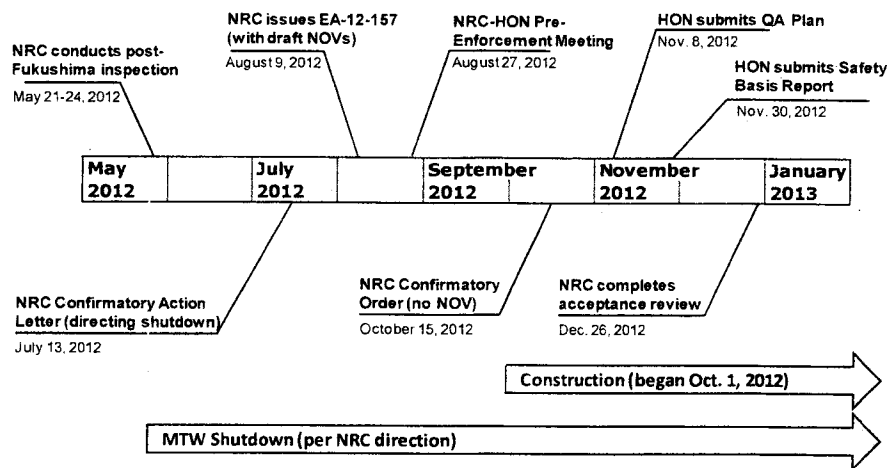 NRC conducts post-
Fukushima inspection
May 21-24, 2012
NRC issues EA-12-157
(with draft NOVs)
August 9, 2012
NRC-HON Pre-
Enforcement Meeting
August 27, 2012
HON submits QA Plan
Nov. 8, 2012
HON submits Safety
Basis Report
Nov. 30, 2012
May
2012
July
2012
September
2012
November
2012
January
2013
NRC Confirmatory Action
Letter (directing shutdown)
July 13, 2012
NRC Confirmatory
Order (no NOV)
October 15, 2012
NRC completes
acceptance review
Dec. 26, 2012
Construction (began Oct. 1, 2012)
MTW Shutdown (per NRC direction)